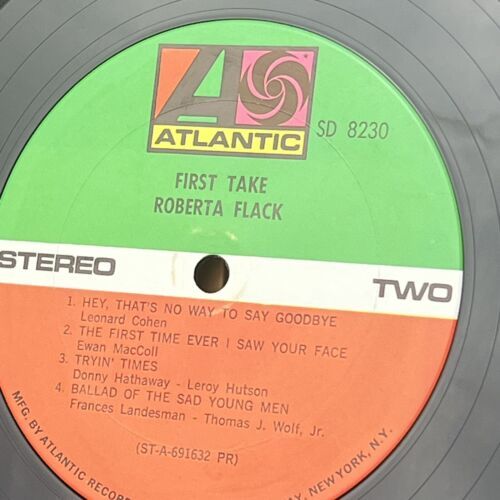 ATLANTIC
SD 8230
FIRST TAKE
ROBERTA FLACK
STEREO
TWO
1. HEY, THAT'S NO WAY TO SAY GOODBYE
Leonard Cohen
2. THE FIRST TIME EVER I SAW YOUR FACE
Ewan MacColl
3. TRYIN' TIMES
Donny Hathaway - Leroy Hutson
4. BALLAD OF THE SAD YOUNG MEN
Frances Landesman - Thomas J. Wolf, Jr.
(ST-A-691632 PR)
MFG. BY ATLANTIC RECOR
NEW YORK, N.Y.